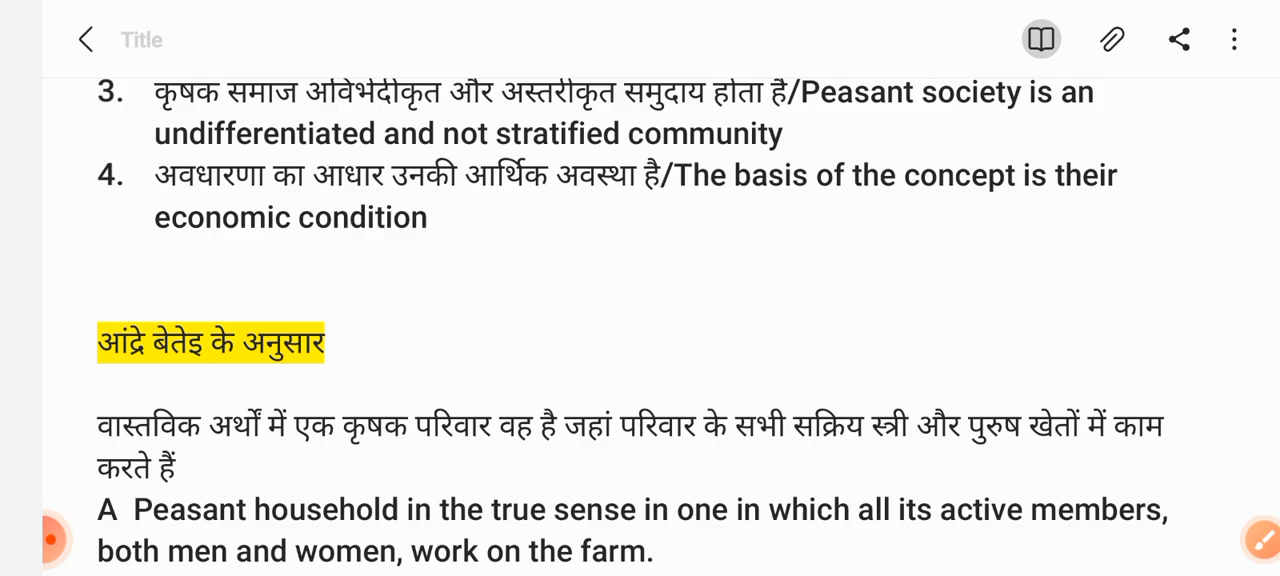 Title
3. कृषक समाज अविभेदीकृत और अस्तरीकृत समुदाय होता है/Peasant society is an
undifferentiated and not stratified community
4. अवधारणा का आधार उनकी आर्थिक अवस्था है/The basis of the concept is their
economic condition
आंद्रे बेतेइ के अनुसार
वास्तविक अर्थों में एक कृषक परिवार वह है जहां परिवार के सभी सक्रिय स्त्री और पुरुष खेतों में काम
करते हैं
A Peasant household in the true sense in one in which all its active members,
both men and women, work on the farm.